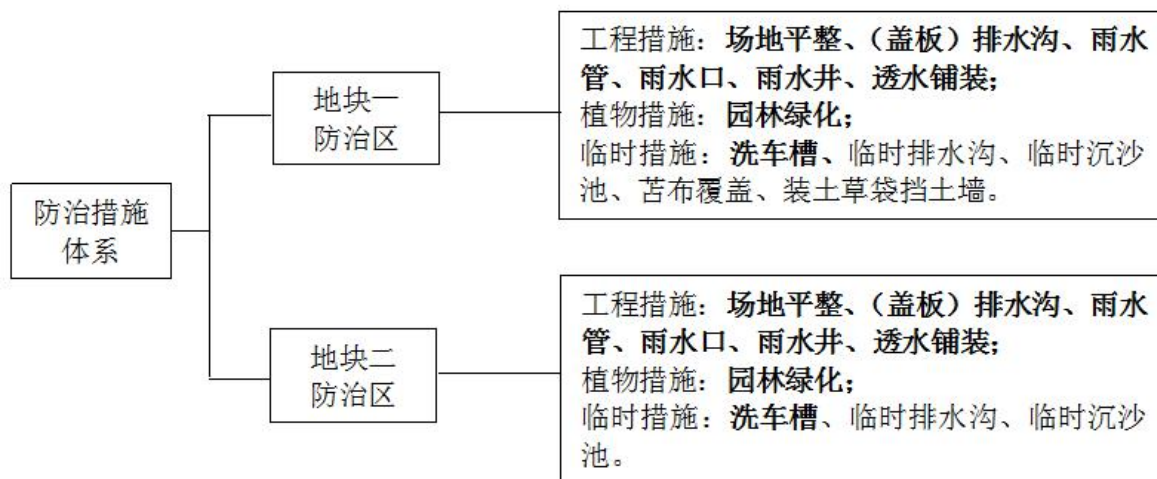 防治措施
体系
地块一
防治区
工程措施：场地平整、（盖板）排水沟、雨水
管、雨水口、雨水井、透水铺装；
植物措施：园林绿化；
临时措施：洗车槽、临时排水沟、临时沉沙
池、苫布覆盖、装土草袋挡土墙。
地块二
防治区
工程措施：场地平整、（盖板）排水沟、雨水
管、雨水口、雨水井、透水铺装；
植物措施：园林绿化；
临时措施：洗车槽、临时排水沟、临时沉沙
池。